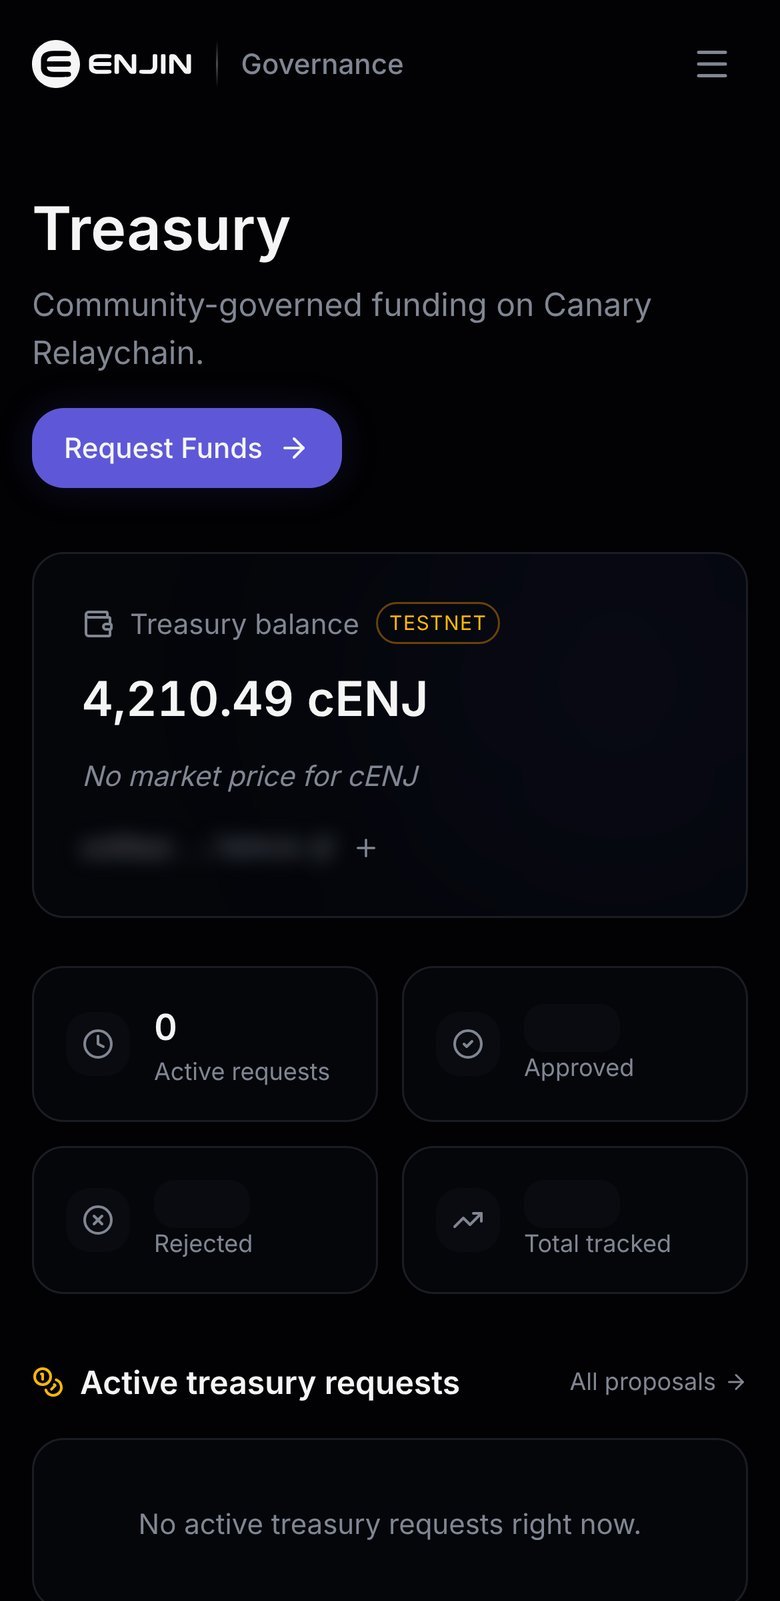 ENJIN Governance
Treasury
Community-governed funding on Canary
Relaychain.
Request Funds →
Treasury balance TESTNET
4,210.49 cENJ
No market price for cENJ
+
0
Active requests
Approved
Rejected
Total tracked
Active treasury requests
All proposals →
No active treasury requests right now.